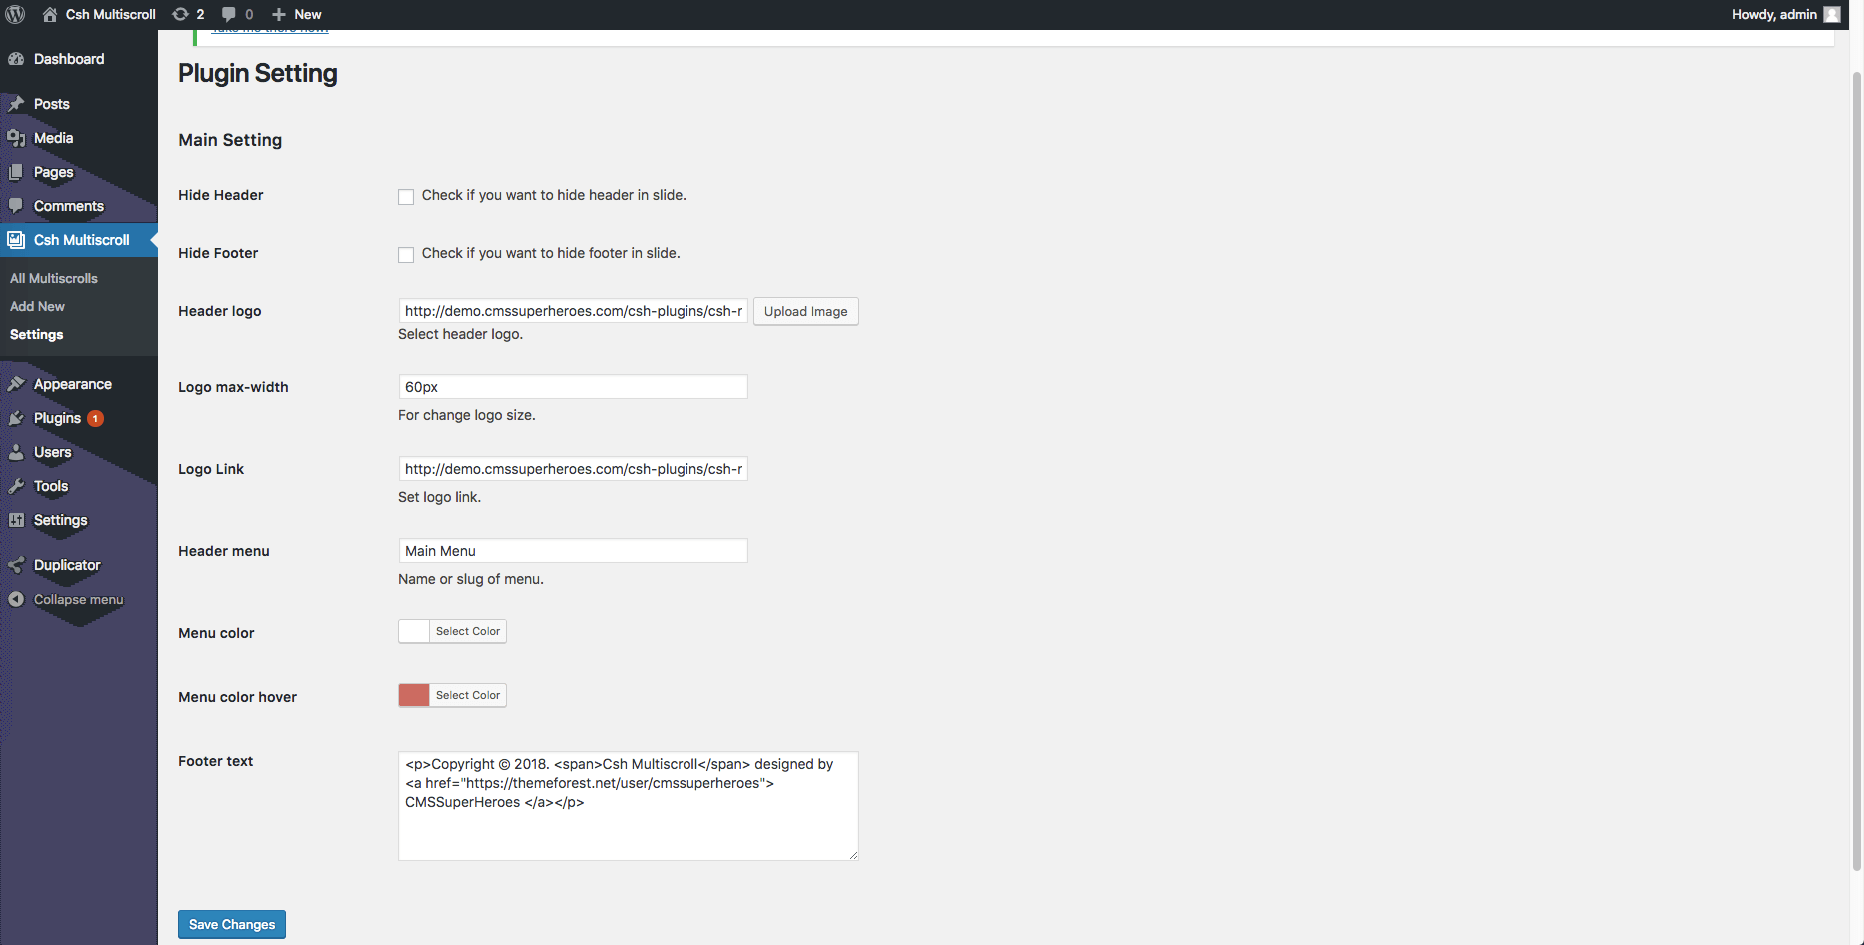 Csh Multiscroll 2 0 New Howdy, admin
Take me there now!
Dashboard
Posts
Media
Pages
Comments
Csh Multiscroll
All Multiscrolls
Add New
Settings
Appearance
Plugins 1
Users
Tools
Settings
Duplicator
Collapse menu
Plugin Setting
Main Setting
Hide Header Check if you want to hide header in slide.
Hide Footer Check if you want to hide footer in slide.
Header logo http://demo.cmssuperheroes.com/csh-plugins/csh-r Upload Image
Select header logo.
Logo max-width 60px
For change logo size.
Logo Link http://demo.cmssuperheroes.com/csh-plugins/csh-r
Set logo link.
Header menu Main Menu
Name or slug of menu.
Menu color Select Color
Menu color hover Select Color
Footer text <p>Copyright © 2018. <span>Csh Multiscroll</span> designed by
<a href="https://themeforest.net/user/cmssuperheroes">
CMSSuperHeroes </a></p>
Save Changes